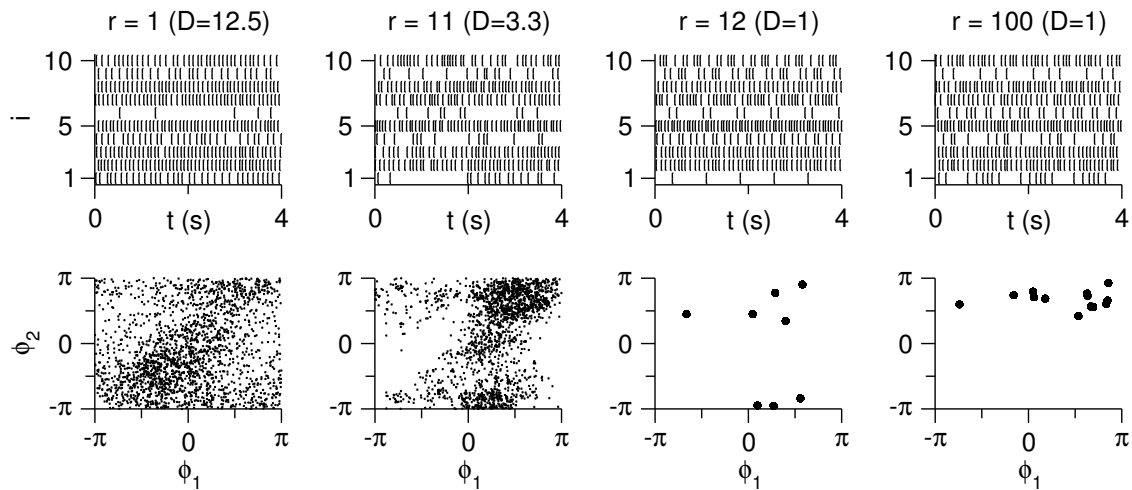 r = 1 (D=12.5) r = 11 (D=3.3) r = 12 (D=1) r = 100 (D=1)
10 10 10 10
i
5 5 5 5
1 1 1 1
0 4 0 4 0 4 0 4
t (s) t (s) t (s) t (s)
π π π π
ϕ2
0 0 0 0
-π -π -π -π
-π 0 π -π 0 π -π 0 π -π 0 π
ϕ1 ϕ1 ϕ1 ϕ1